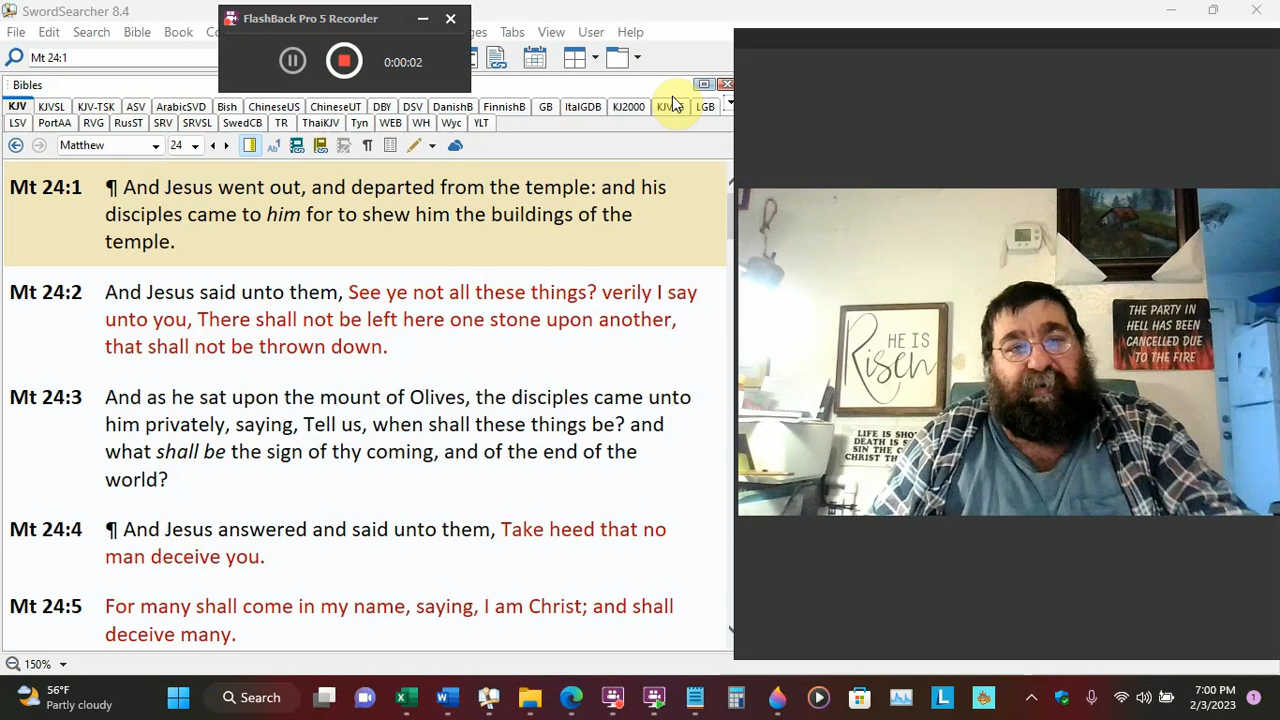 SwordSearcher 8.4
FlashBack Pro 5 Recorder
0:00:02
File Edit Search Bible Book
Tabs View User Help
Mt 24:1
Bibles
KJV KJVSL KJV-TSK ASV ArabicSVD Bish ChineseUS ChineseUT DBY DSV DanishB FinnishB GB ItalGDB KJ2000 LGB
LSV PortAA RVG RusST SRV SRVSL SwedCB TR ThaiKJV Tyn WEB WH Wyc YLT
Matthew 24
Mt 24:1 ¶ And Jesus went out, and departed from the temple: and his
disciples came to him for to shew him the buildings of the
temple.
Mt 24:2 And Jesus said unto them, See ye not all these things? verily I say
unto you, There shall not be left here one stone upon another,
that shall not be thrown down.
Mt 24:3 And as he sat upon the mount of Olives, the disciples came unto
him privately, saying, Tell us, when shall these things be? and
what shall be the sign of thy coming, and of the end of the
world?
Mt 24:4 ¶ And Jesus answered and said unto them, Take heed that no
man deceive you.
Mt 24:5 For many shall come in my name, saying, I am Christ; and shall
deceive many.
150%
HE IS
Risen
THE PARTY IN
HELL HAS BEEN
CANCELLED DUE
TO THE FIRE
LIFE IS
DEATH IS
SIN THE
CHRIST
56°F
Partly cloudy
Search
7:00 PM
2/3/2023
1